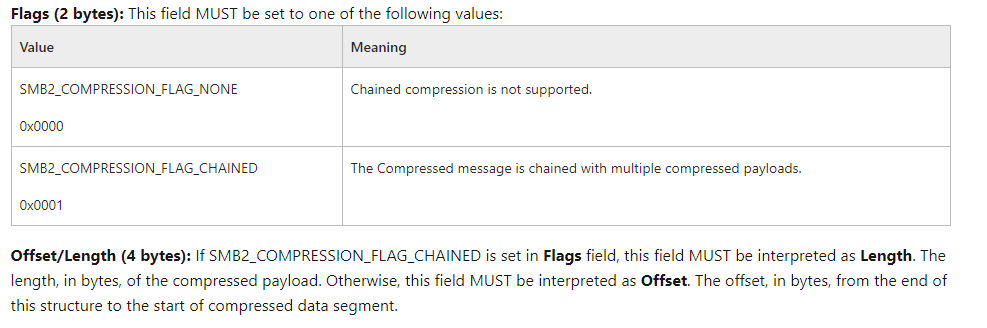 Flags (2 bytes): This field MUST be set to one of the following values:
Value Meaning
SMB2_COMPRESSION_FLAG_NONE Chained compression is not supported.
0x0000
SMB2_COMPRESSION_FLAG_CHAINED The Compressed message is chained with multiple compressed payloads.
0x0001
Offset/Length (4 bytes): If SMB2_COMPRESSION_FLAG_CHAINED is set in Flags field, this field MUST be interpreted as Length. The
length, in bytes, of the compressed payload. Otherwise, this field MUST be interpreted as Offset. The offset, in bytes, from the end of
this structure to the start of compressed data segment.